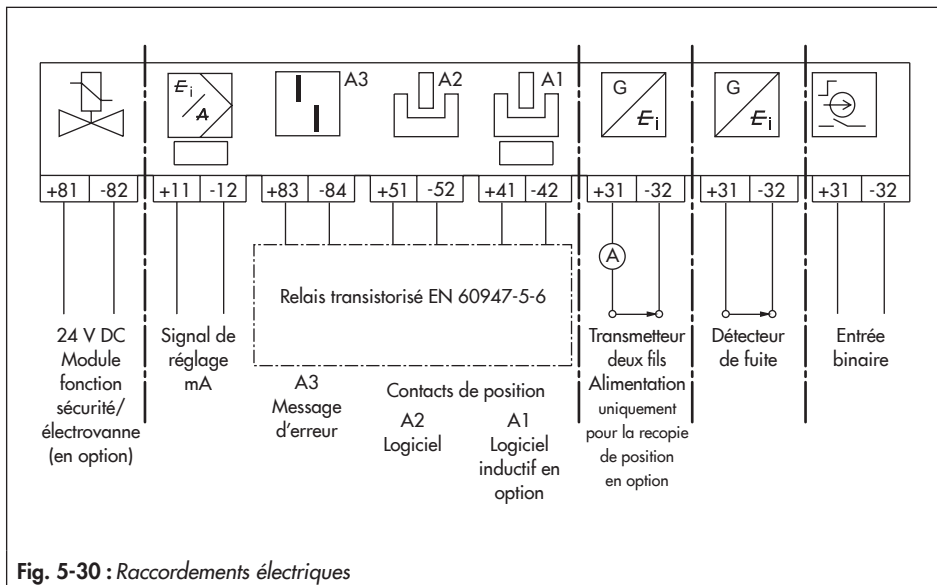 A3
A2
A1
E i
A
G
E i
G
E i
+81 -82 +11 -12 +83 -84 +51 -52 +41 -42 +31 -32 +31 -32 +31 -32
A
Relais transistorisé EN 60947-5-6
24 V DC
Module
fonction
sécurité/
électrovanne
(en option)
Signal de
réglage
mA
A3
Message
d'erreur
Contacts de position
A2
Logiciel
A1
Logiciel
inductif en
option
Transmetteur
deux fils
Alimentation
uniquement
pour la recopie
de position
en option
Détecteur
de fuite
Entrée
binaire
Fig. 5-30 : Raccordements électriques